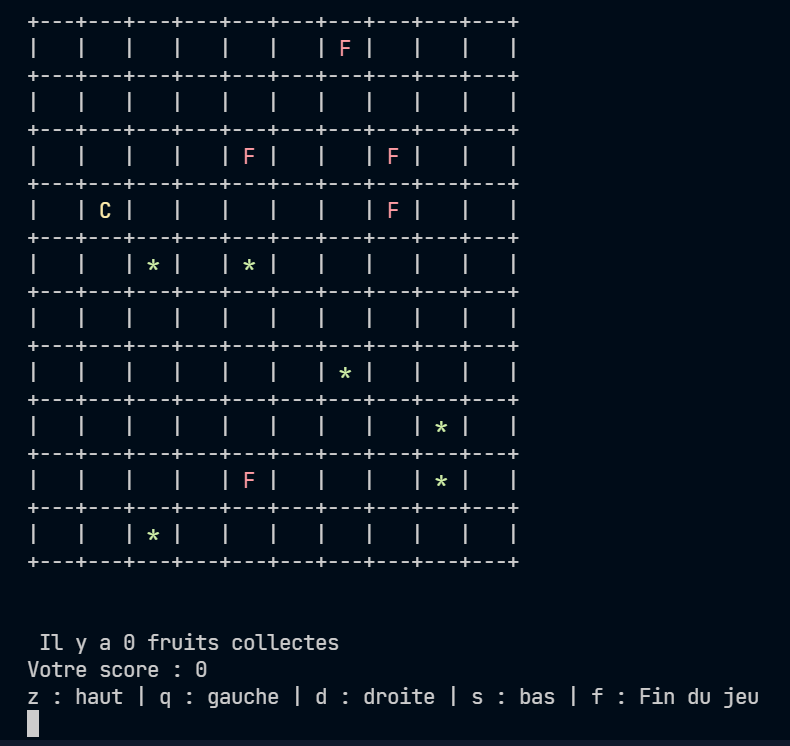 +---+---+---+---+---+---+---+---+---+---+
|   |   |   |   |   |   | F |   |   |   |
+---+---+---+---+---+---+---+---+---+---+
|   |   |   |   |   |   |   |   |   |   |
+---+---+---+---+---+---+---+---+---+---+
|   |   |   |   | F |   |   | F |   |   |
+---+---+---+---+---+---+---+---+---+---+
|   | C |   |   |   |   |   | F |   |   |
+---+---+---+---+---+---+---+---+---+---+
|   |   | * |   | * |   |   |   |   |   |
+---+---+---+---+---+---+---+---+---+---+
|   |   |   |   |   |   |   |   |   |   |
+---+---+---+---+---+---+---+---+---+---+
|   |   |   |   |   |   | * |   |   |   |
+---+---+---+---+---+---+---+---+---+---+
|   |   |   |   |   |   |   |   | * |   |
+---+---+---+---+---+---+---+---+---+---+
|   |   |   |   | F |   |   |   | * |   |
+---+---+---+---+---+---+---+---+---+---+
|   |   | * |   |   |   |   |   |   |   |
+---+---+---+---+---+---+---+---+---+---+
Il y a 0 fruits collectes
Votre score : 0
z : haut | q : gauche | d : droite | s : bas | f : Fin du jeu